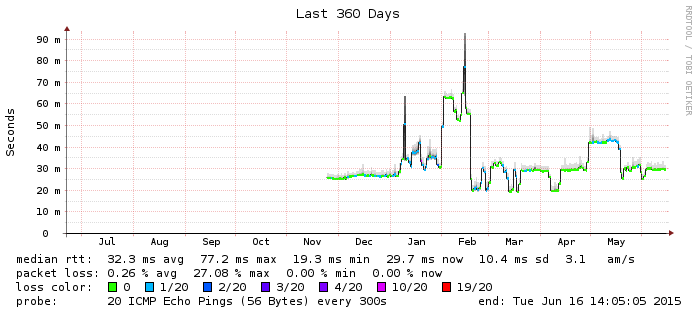 Last 360 Days
RRDTOOL / TOBI OETIKER
Seconds
90 m
80 m
70 m
60 m
50 m
40 m
30 m
20 m
10 m
0
Jul Aug Sep Oct Nov Dec Jan Feb Mar Apr May
median rtt: 32.3 ms avg 77.2 ms max 19.3 ms min 29.7 ms now 10.4 ms sd 3.1 am/s
packet loss: 0.26 % avg 27.08 % max 0.00 % min 0.00 % now
loss color: 0 1/20 2/20 3/20 4/20 10/20 19/20
probe: 20 ICMP Echo Pings (56 Bytes) every 300s end: Tue Jun 16 14:05:05 2015